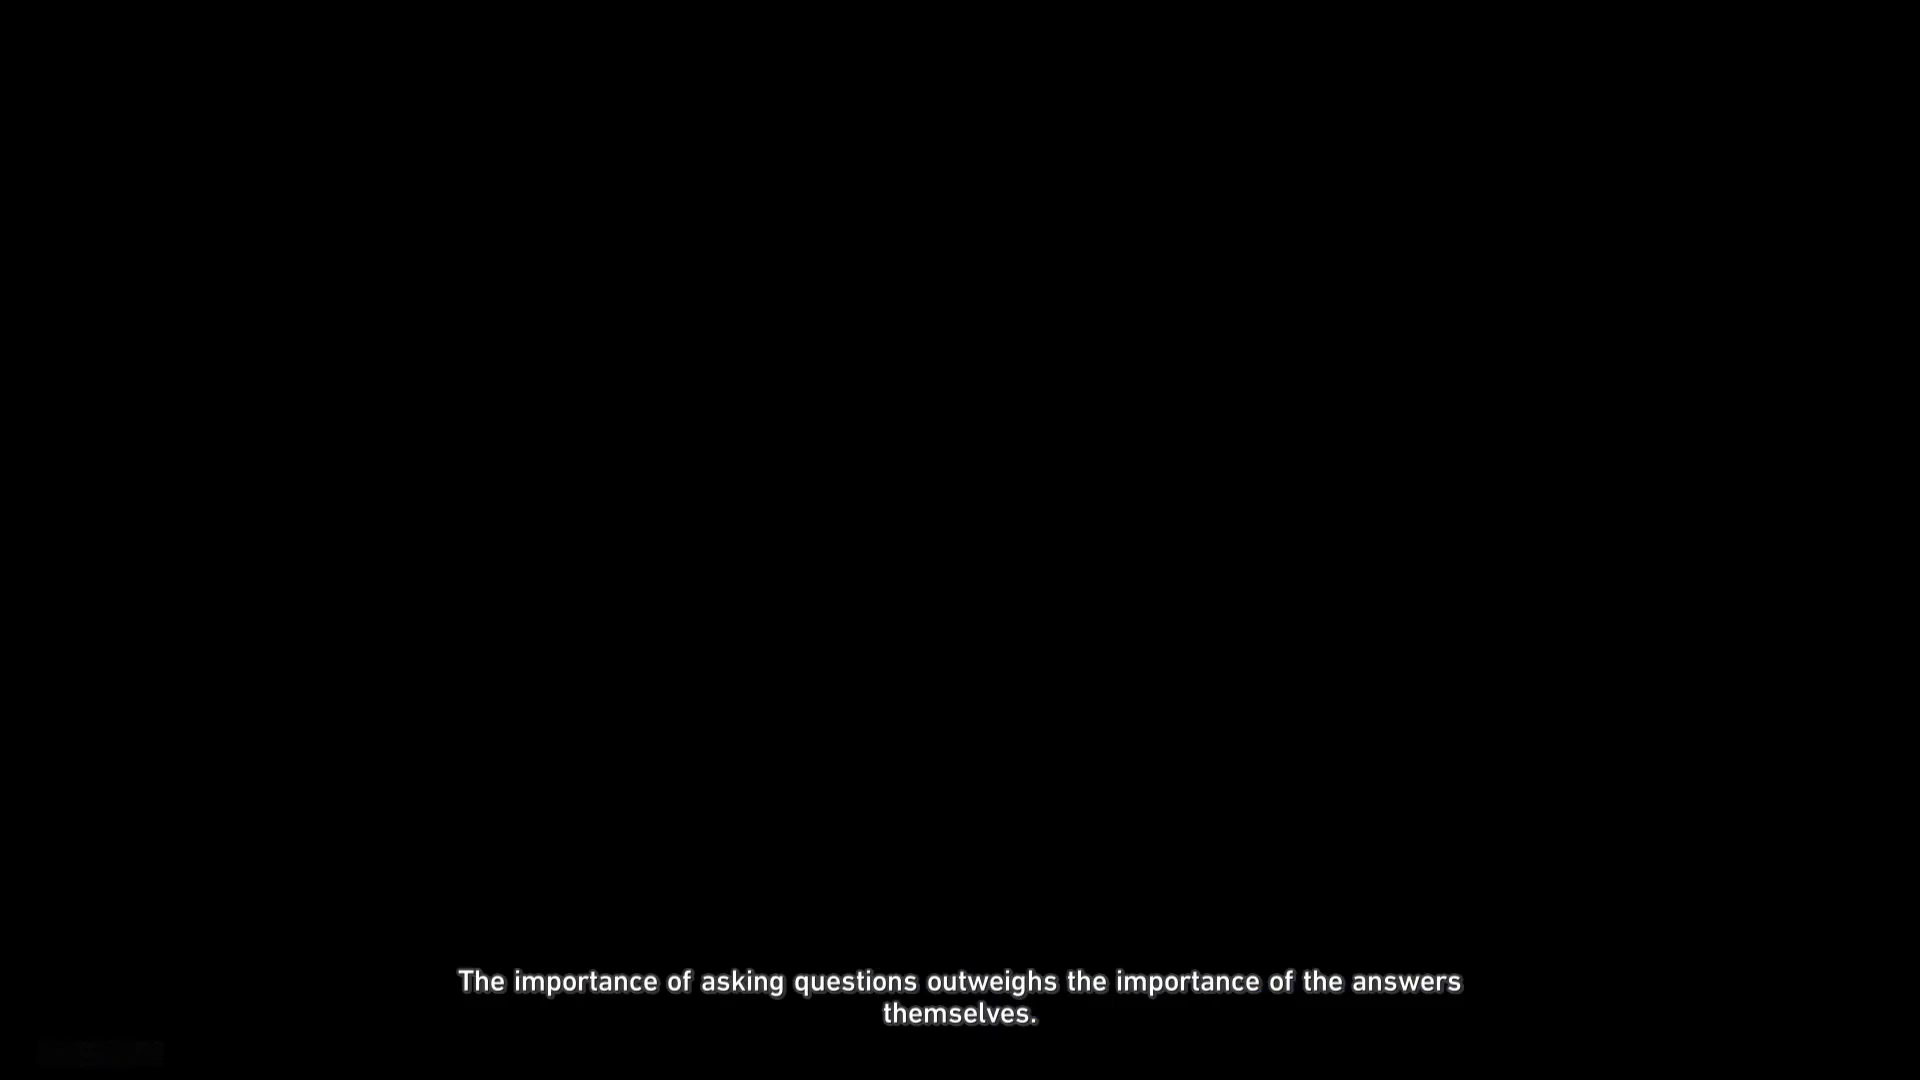 The importance of asking questions outweighs the importance of the answers
themselves.